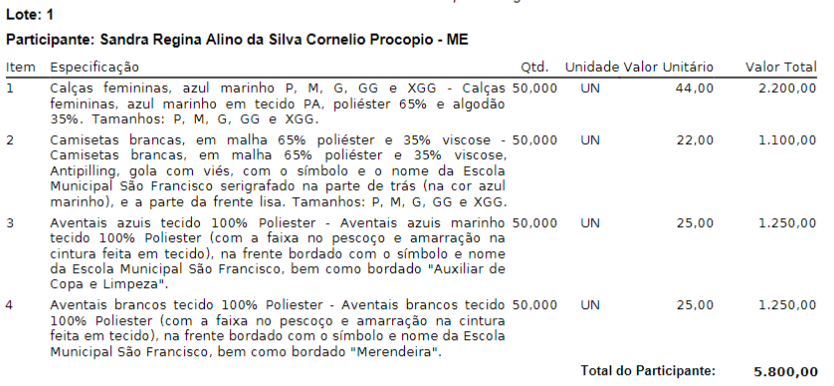 Lote: 1
Participante: Sandra Regina Alino da Silva Cornelio Procopio - ME
Item Especificação Qtd. Unidade Valor Unitário Valor Total
1 Calças femininas, azul marinho P, M, G, GG e XGG - Calças 50,000 UN 44,00 2.200,00
femininas, azul marinho em tecido PA, poliéster 65% e algodão
35%. Tamanhos: P, M, G, GG e XGG.
2 Camisetas brancas, em malha 65% poliéster e 35% viscose - 50,000 UN 22,00 1.100,00
Camisetas brancas, em malha 65% poliéster e 35% viscose,
Antipilling, gola com viés, com o símbolo e o nome da Escola
Municipal São Francisco serigrafado na parte de trás (na cor azul
marinho), e a parte da frente lisa. Tamanhos: P, M, G, GG e XGG.
3 Aventais azuis tecido 100% Poliester - Aventais azuis marinho 50,000 UN 25,00 1.250,00
tecido 100% Poliester (com a faixa no pescoço e amarração na
cintura feita em tecido), na frente bordado com o símbolo e nome
da Escola Municipal São Francisco, bem como bordado "Auxiliar de
Copa e Limpeza".
4 Aventais brancos tecido 100% Poliester - Aventais brancos tecido 50,000 UN 25,00 1.250,00
100% Poliester (com a faixa no pescoço e amarração na cintura
feita em tecido), na frente bordado com o símbolo e nome da Escola
Municipal São Francisco, bem como bordado "Merendeira".
Total do Participante: 5.800,00